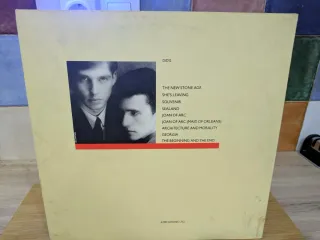 THE NEW STONE AGE
SHE'S LEAVING
SOUVENIR
SEALAND
JOAN OF ARC
JOAN OF ARC (MAID OF ORLEANS)
ARCHITECTURE AND MORALITY
GEORGIA
THE BEGINNING AND THE END